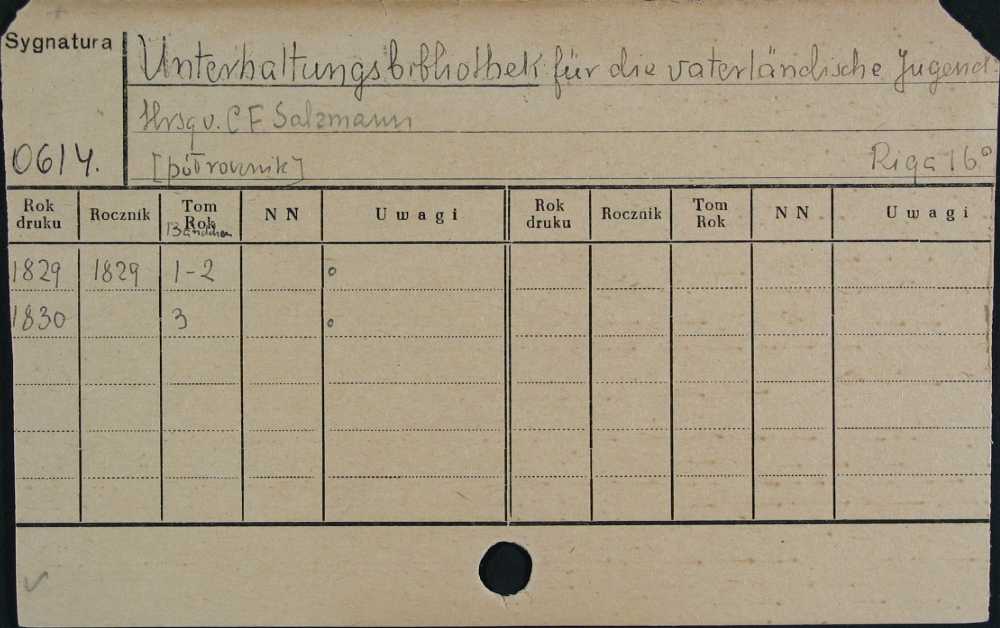 Sygnatura
Unterhaltungsbibliothek für die vaterländische Jugend.
Hrsg v. C F Salzmann
0614.
[półrocznik] Riga 16°
Rok druku Rocznik Tom Rok Bändchen N N Uwagi Rok druku Rocznik Tom Rok N N Uwagi
1829 1829 1-2 °
1830 3 °